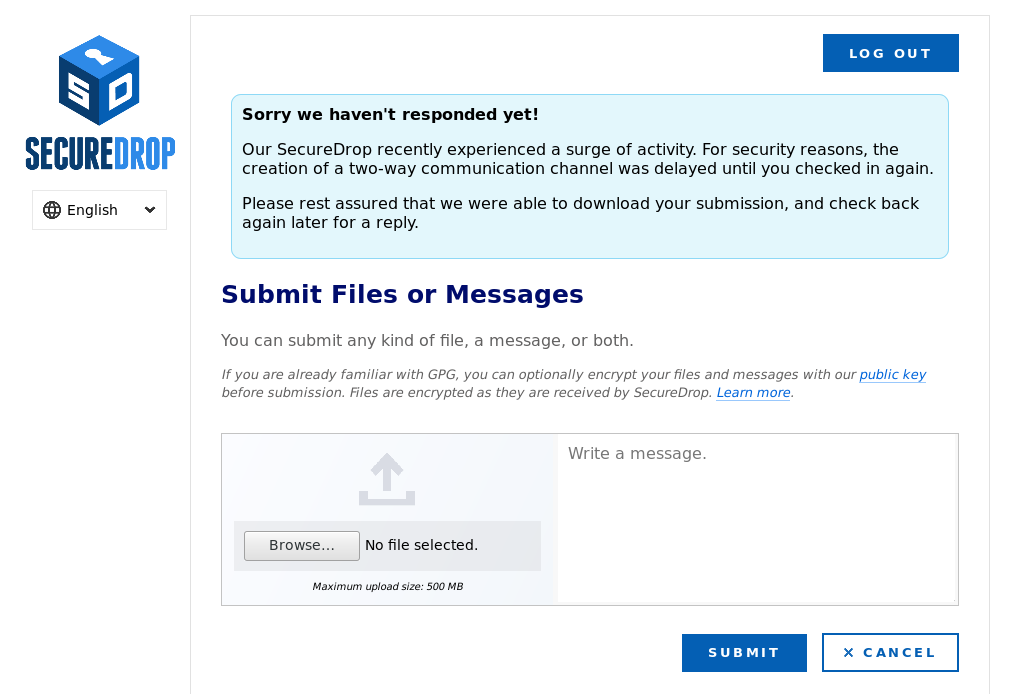 SD
SECUREDROP
English
LOG OUT
Sorry we haven't responded yet!
Our SecureDrop recently experienced a surge of activity. For security reasons, the
creation of a two-way communication channel was delayed until you checked in again.
Please rest assured that we were able to download your submission, and check back
again later for a reply.
Submit Files or Messages
You can submit any kind of file, a message, or both.
If you are already familiar with GPG, you can optionally encrypt your files and messages with our public key
before submission. Files are encrypted as they are received by SecureDrop. Learn more.
Write a message.
Browse... No file selected.
Maximum upload size: 500 MB
SUBMIT
× CANCEL